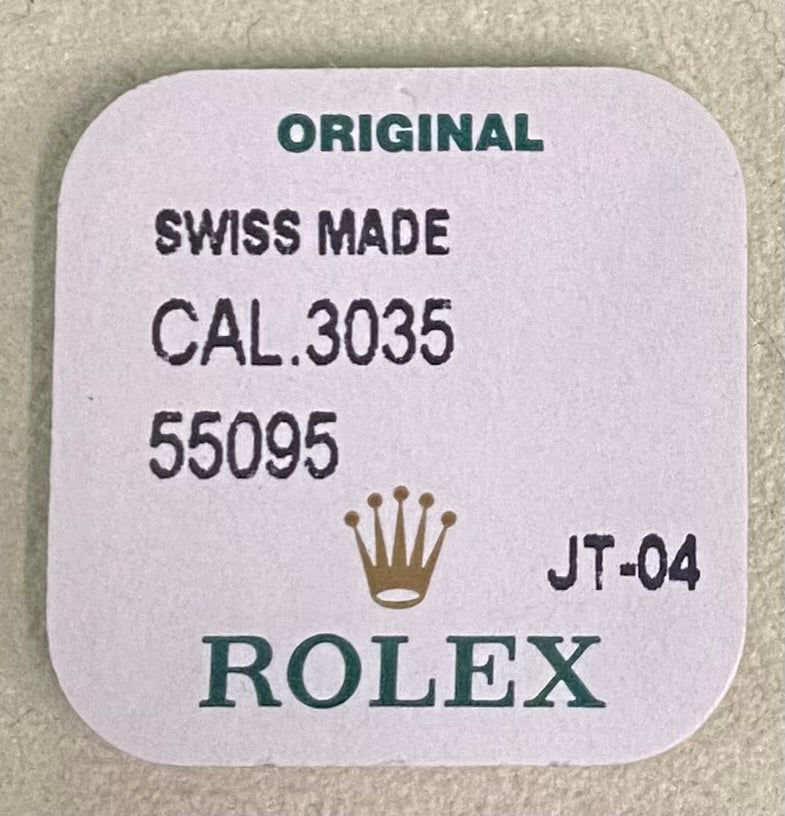 ORIGINAL
SWISS MADE
CAL.3035
55095
JT-04
ROLEX